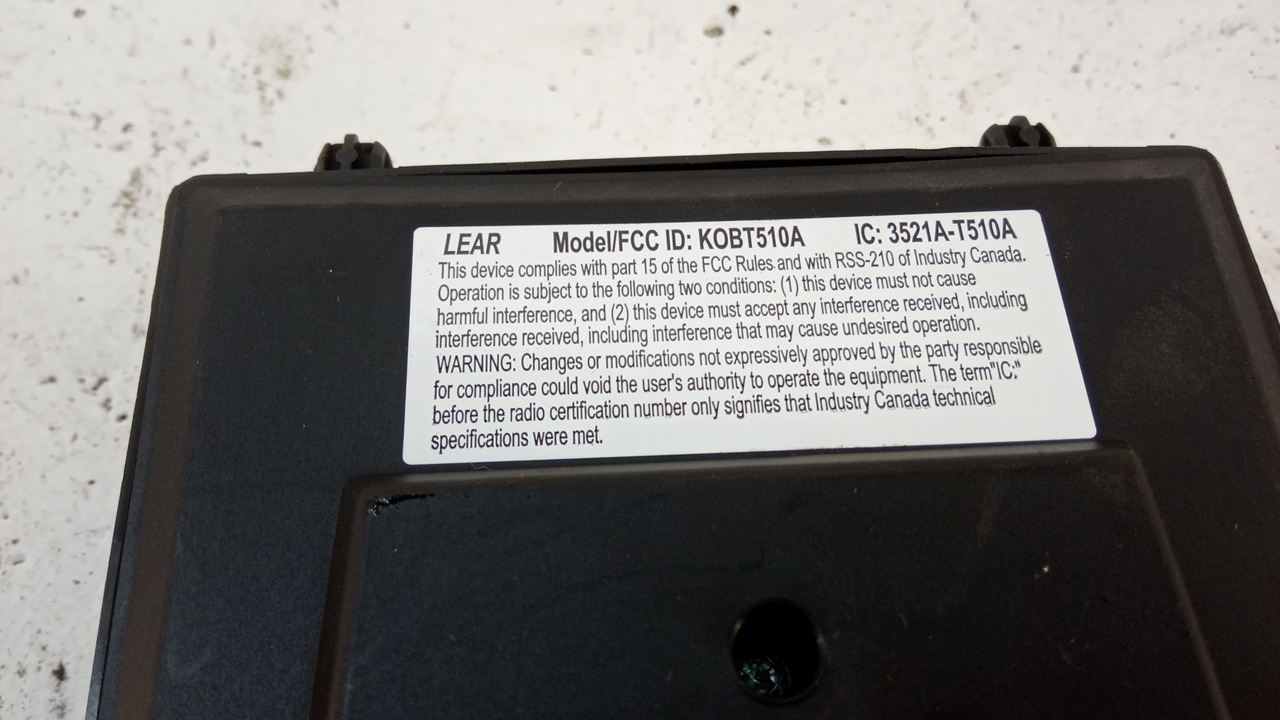 LEAR Model/FCC ID: KOBT510A IC: 3521A-T510A
This device complies with part 15 of the FCC Rules and with RSS-210 of Industry Canada.
Operation is subject to the following two conditions: (1) this device must not cause
harmful interference, and (2) this device must accept any interference received, including
interference received, including interference that may cause undesired operation.
WARNING: Changes or modifications not expressively approved by the party responsible
for compliance could void the user's authority to operate the equipment. The term"IC:"
before the radio certification number only signifies that Industry Canada technical
specifications were met.